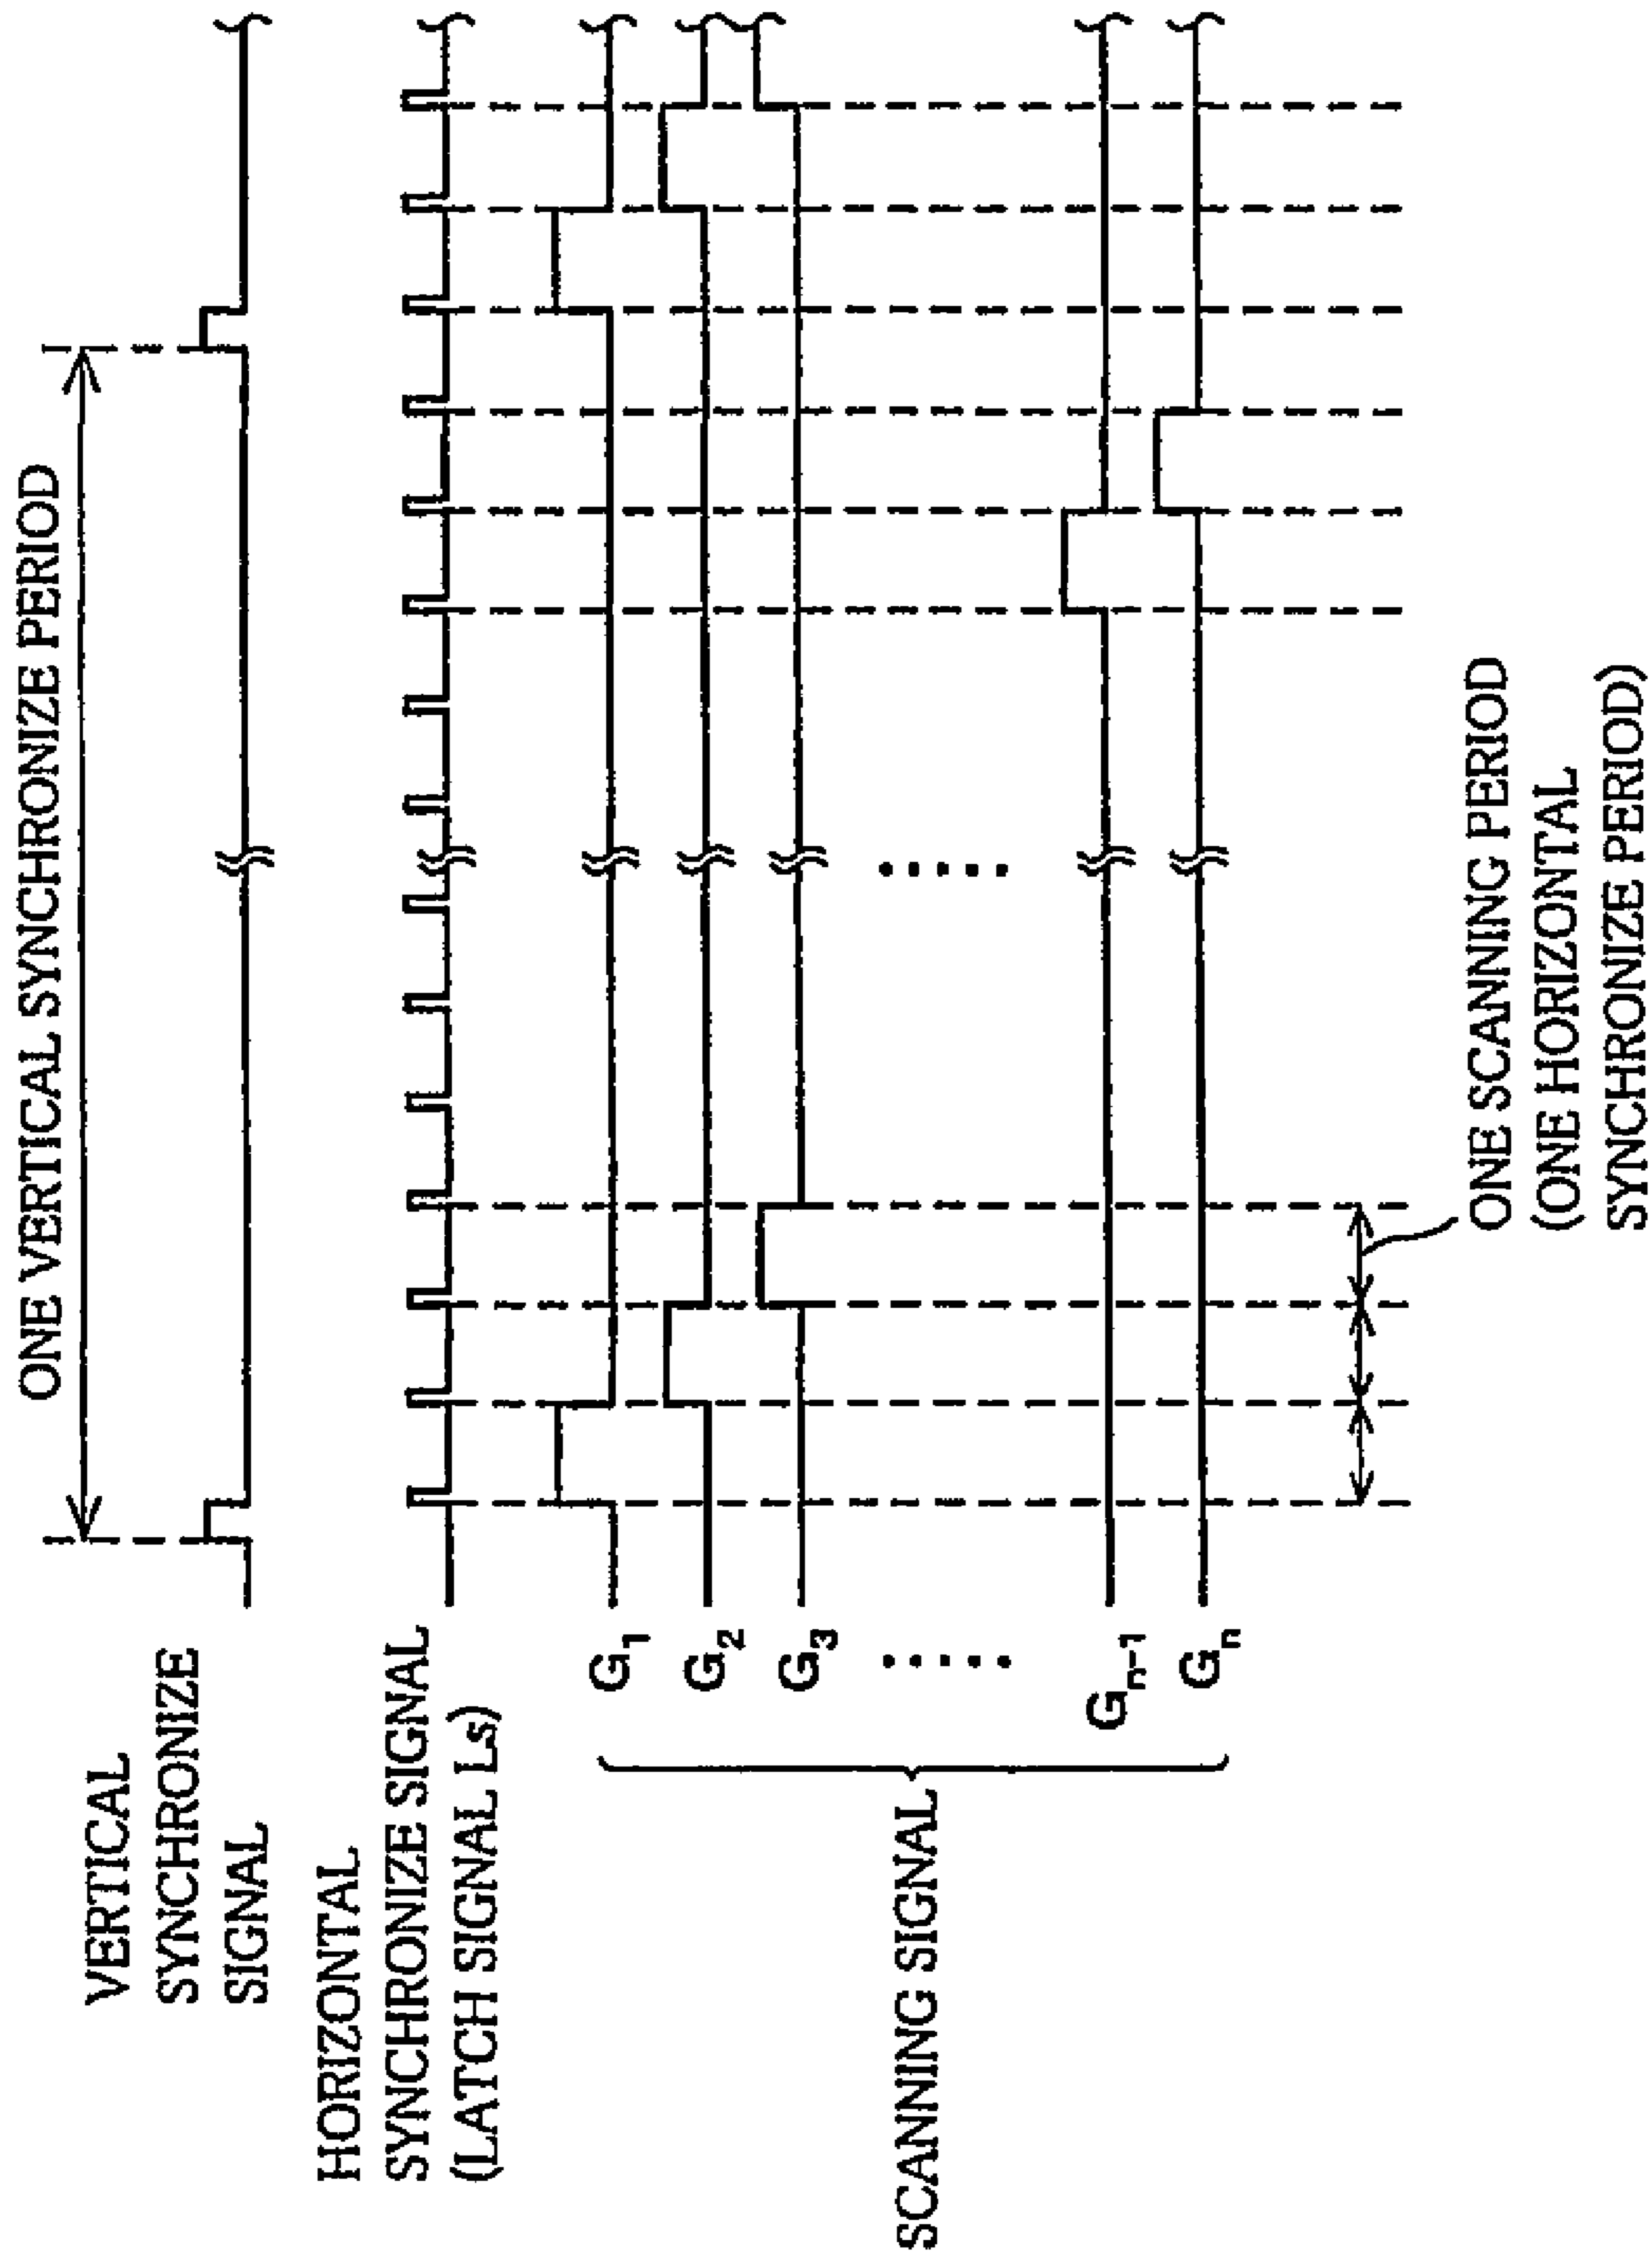 ONE VERTICAL SYNCHRONIZE PERIOD
VERTICAL
SYNCHRONIZE
SIGNAL
HORIZONTAL
SYNCHRONIZE SIGNAL
(LATCH SIGNAL Ls)
SCANNING SIGNAL
G1
G2
G3
.....
Gn-1
Gn
.....
ONE SCANNING PERIOD
(ONE HORIZONTAL
SYNCHRONIZE PERIOD)